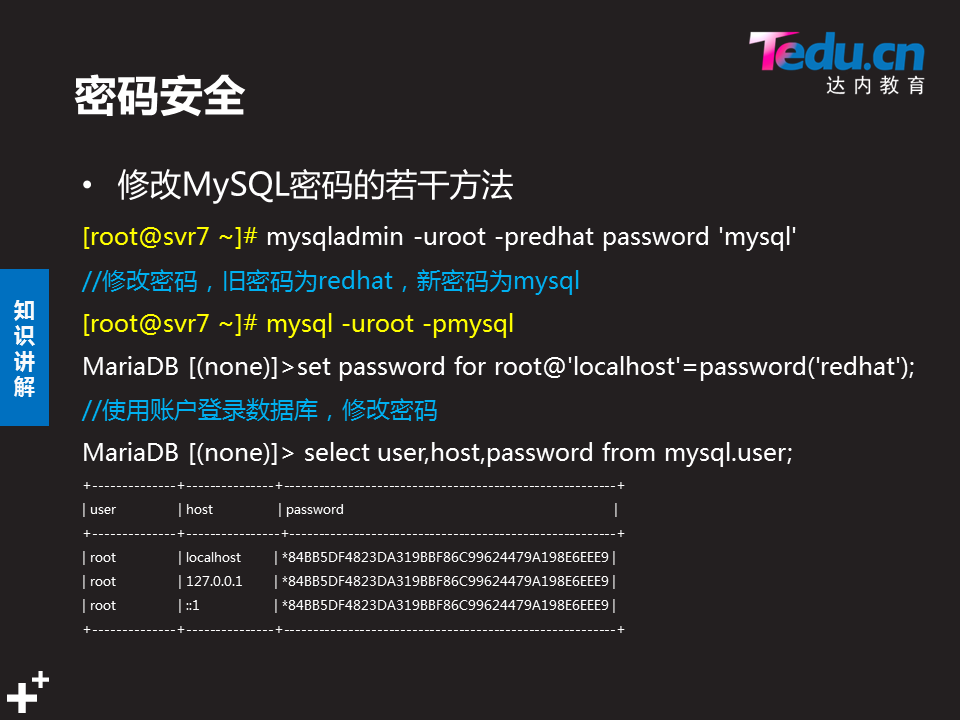 Tedu.cn
达内教育
密码安全
• 修改MySQL密码的若干方法
[root@svr7 ~]# mysqladmin -uroot -predhat password 'mysql'
//修改密码，旧密码为redhat，新密码为mysql
[root@svr7 ~]# mysql -uroot -pmysql
MariaDB [(none)]>set password for root@'localhost'=password('redhat');
//使用账户登录数据库，修改密码
MariaDB [(none)]> select user,host,password from mysql.user;
+--------------+---------------+---------------------------------------------------------+
| user | host | password |
+--------------+----------------+--------------------------------------------------------+
| root | localhost | *84BB5DF4823DA319BBF86C99624479A198E6EEE9 |
| root | 127.0.0.1 | *84BB5DF4823DA319BBF86C99624479A198E6EEE9 |
| root | ::1 | *84BB5DF4823DA319BBF86C99624479A198E6EEE9 |
+--------------+---------------+---------------------------------------------------------+
知识讲解